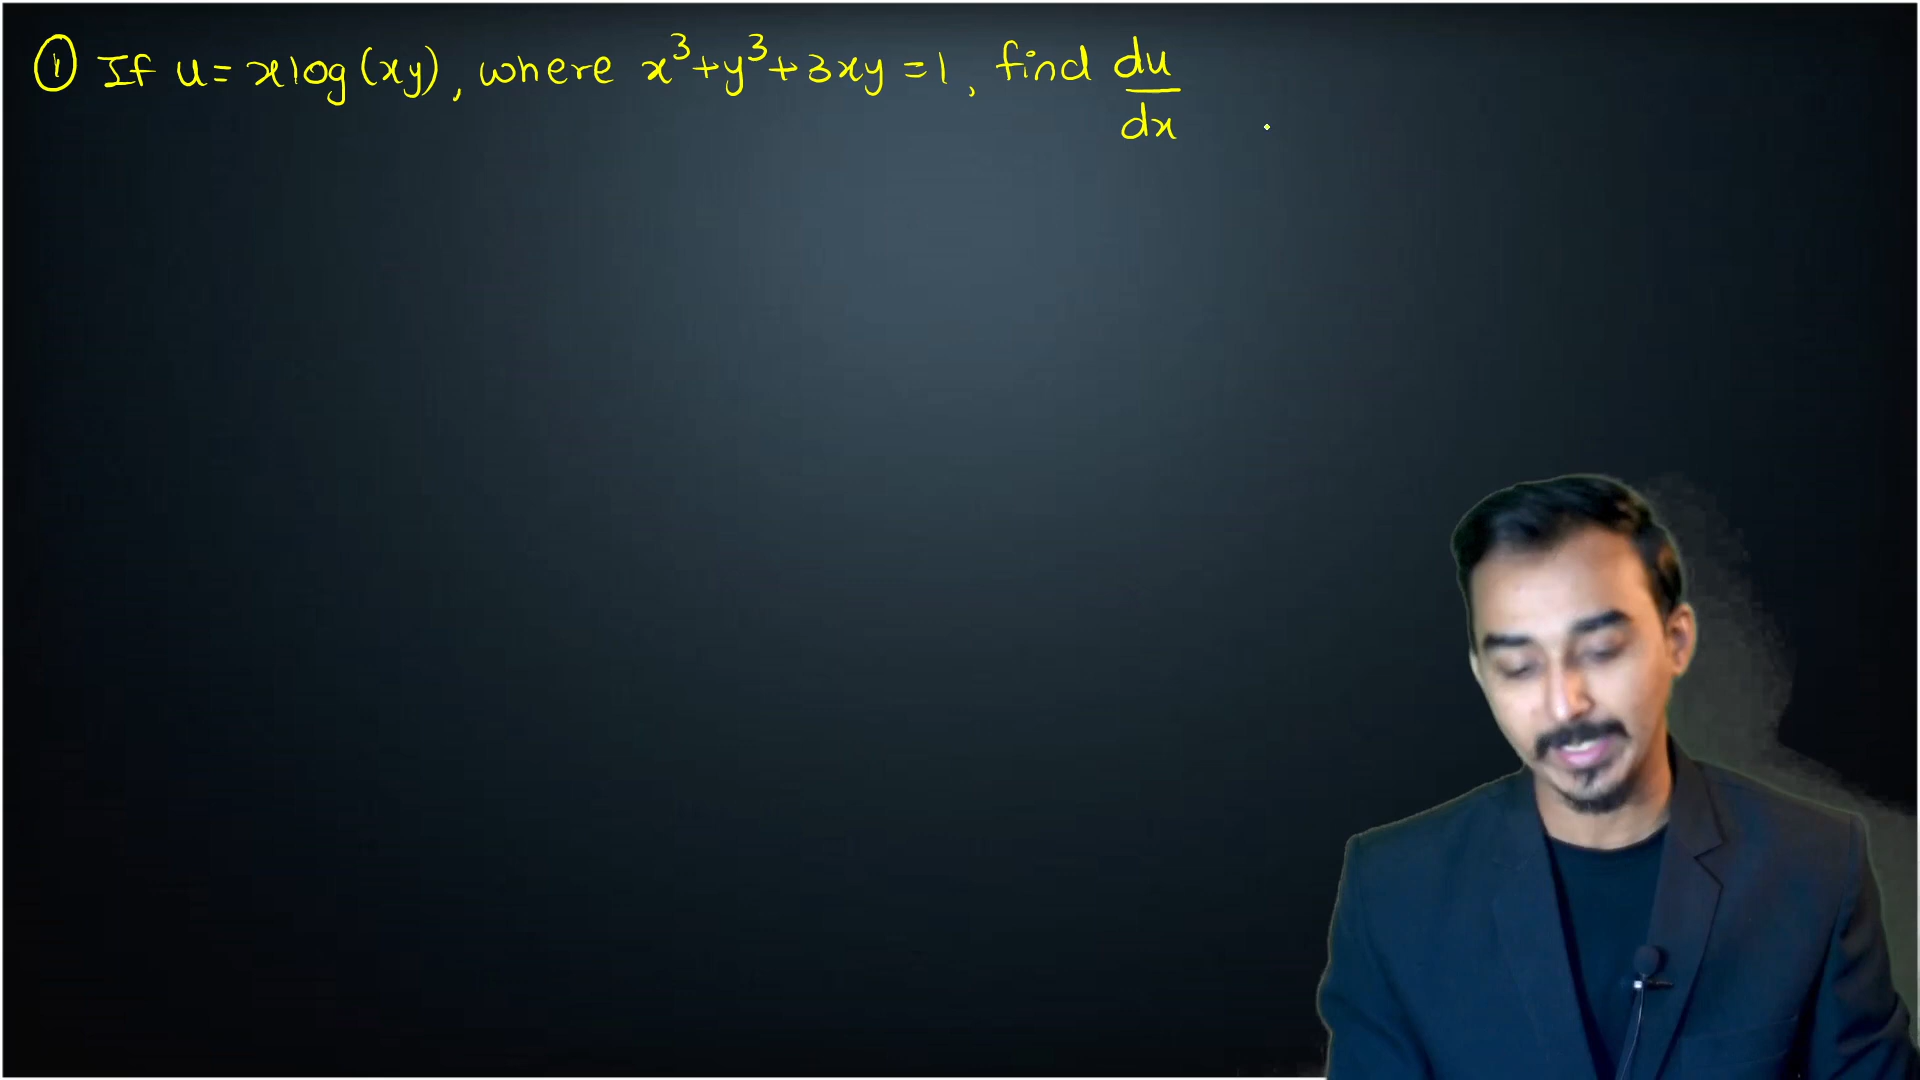 ① If u = x log (xy), where x³+y³+3xy = 1, find du/dx